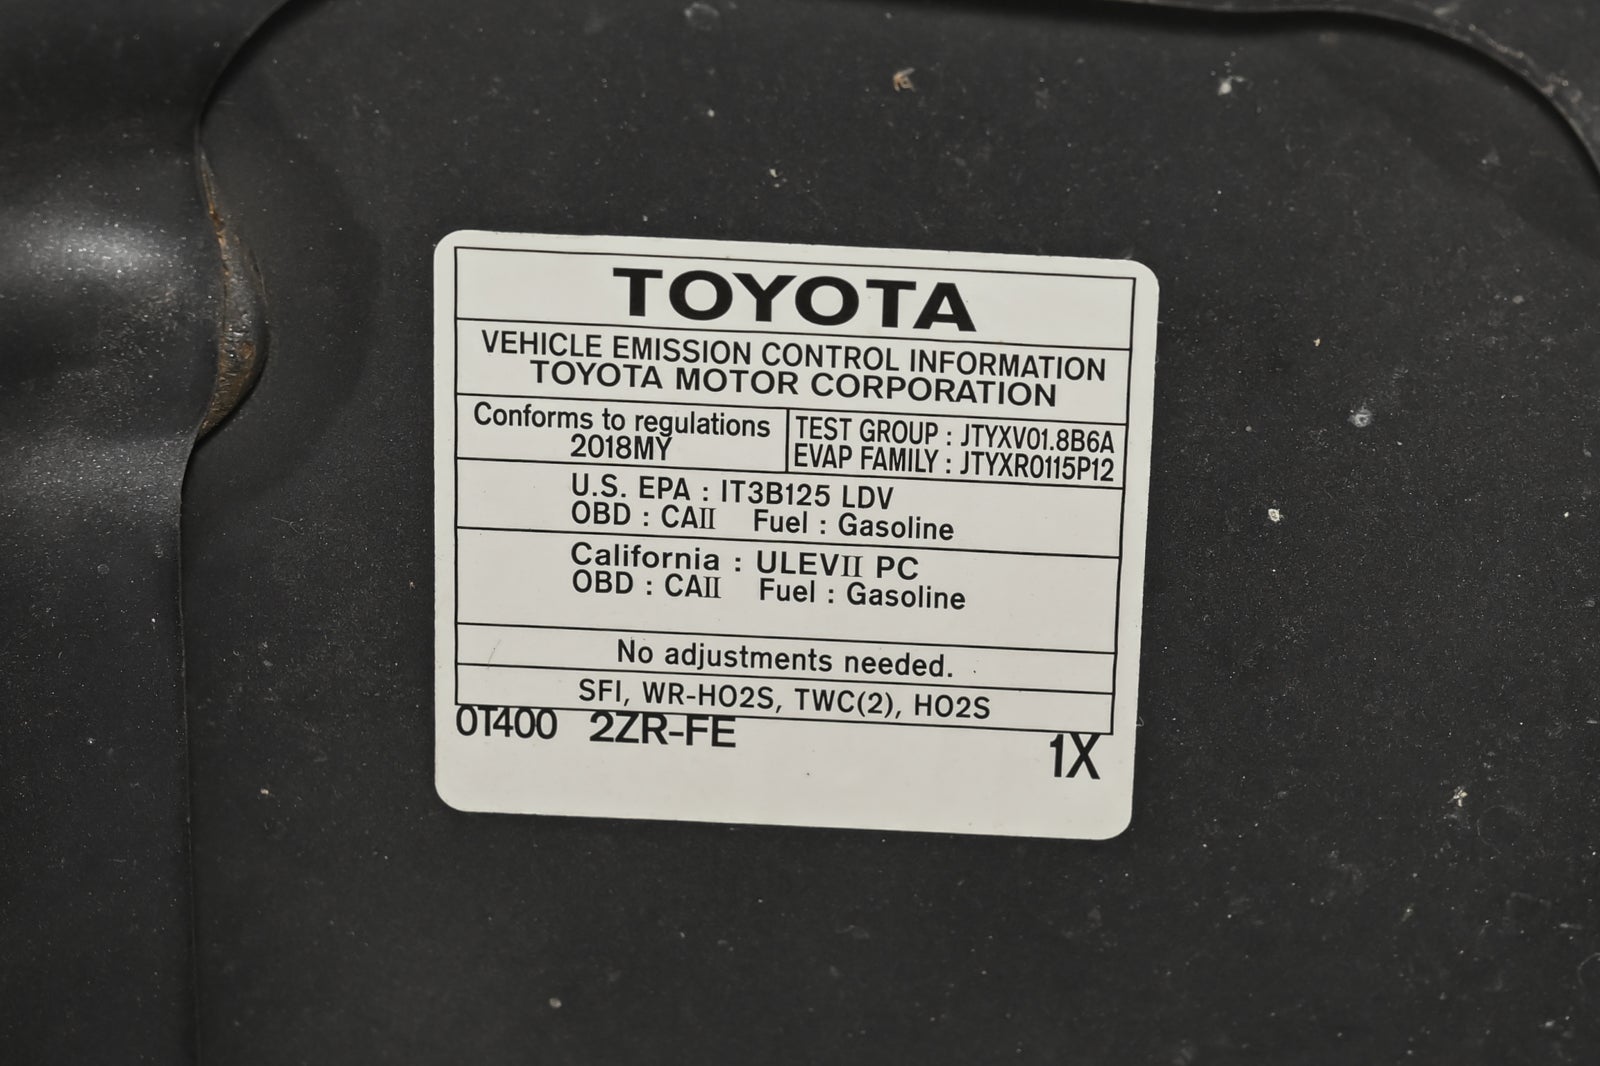 TOYOTA
VEHICLE EMISSION CONTROL INFORMATION
TOYOTA MOTOR CORPORATION
Conforms to regulations
2018MY
TEST GROUP : JTYXV01.8B6A
EVAP FAMILY : JTYXR0115P12
U.S. EPA : IT3B125 LDV
OBD : CAII Fuel : Gasoline
California : ULEVII PC
OBD : CAII Fuel : Gasoline
No adjustments needed.
SFI, WR-HO2S, TWC(2), HO2S
0T400 2ZR-FE
1X